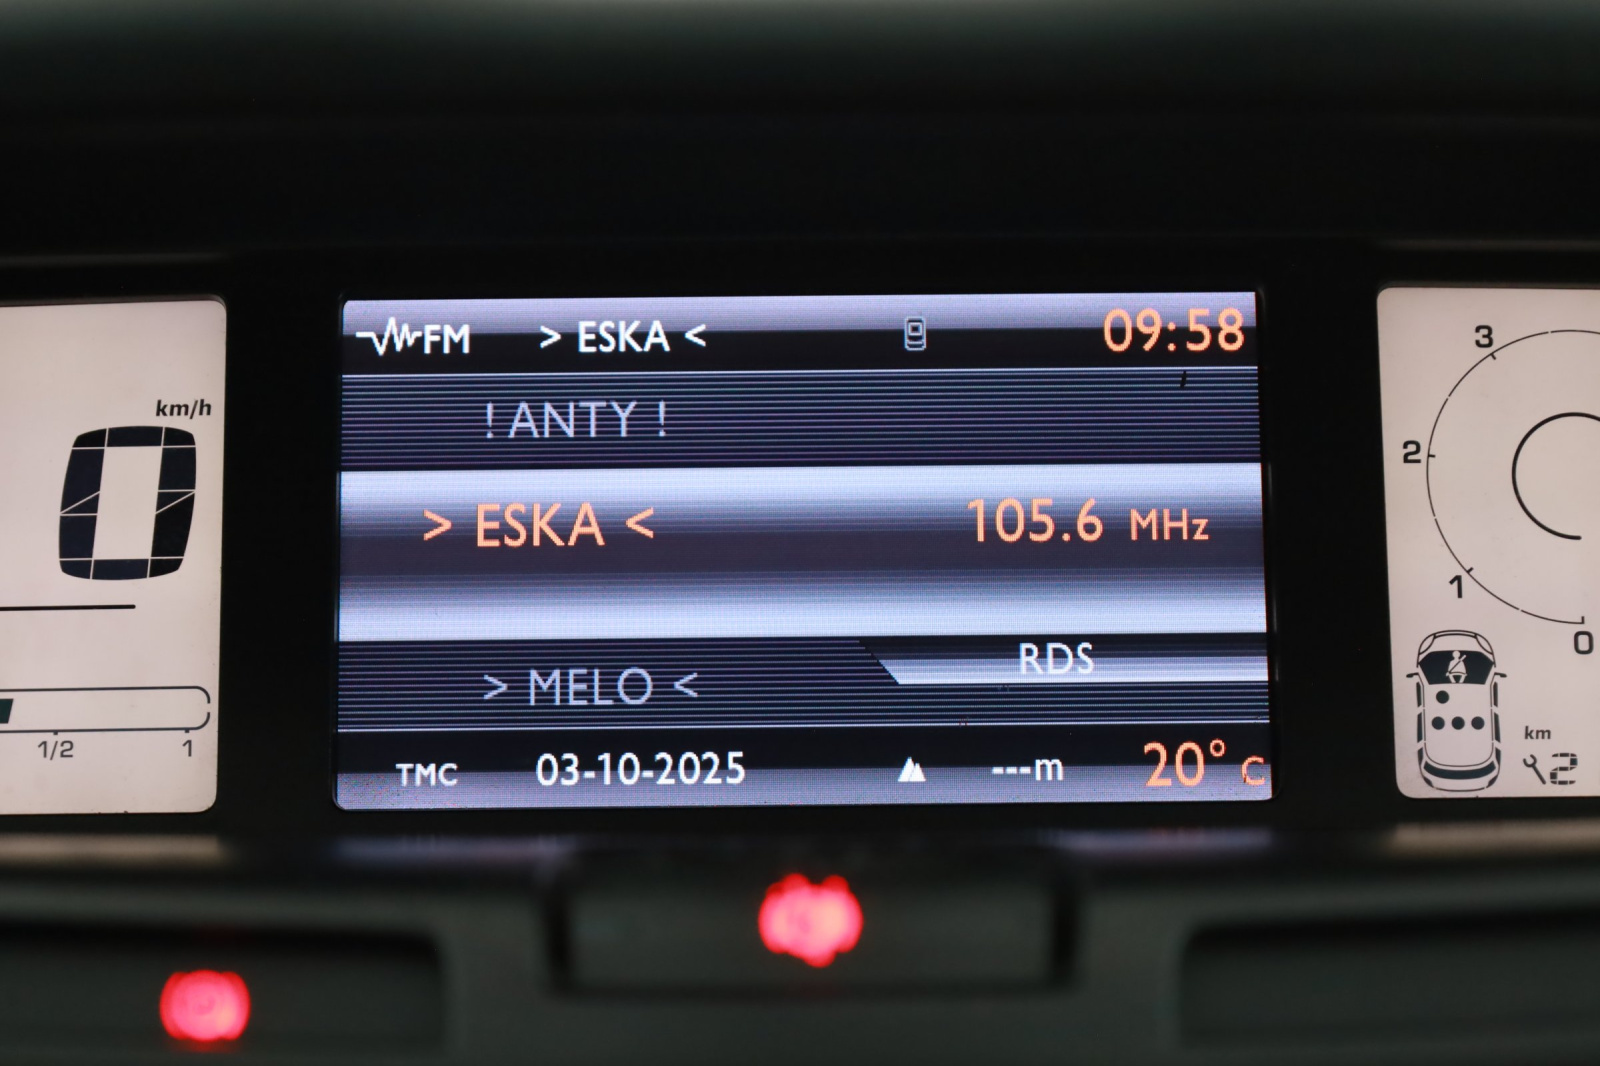 FM > ESKA < 09:58
! ANTY !
> ESKA < 105.6 MHz
RDS
> MELO <
TMC 03-10-2025 ---m 20° C
km/h
0
1/2 1
3
2
1
0
km
2